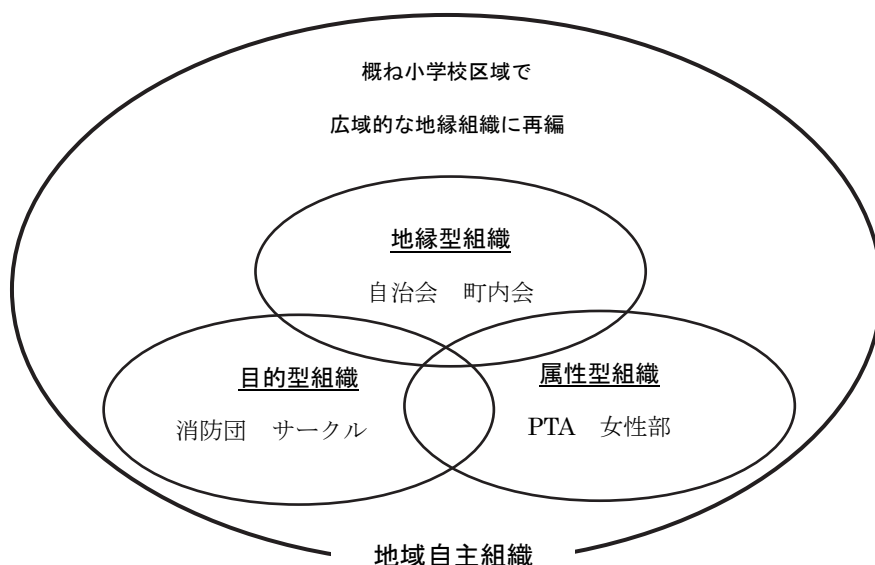 概ね小学校区域で
広域的な地縁組織に再編
地縁型組織
自治会　町内会
目的型組織
消防団　サークル
属性型組織
PTA　女性部
地域自主組織